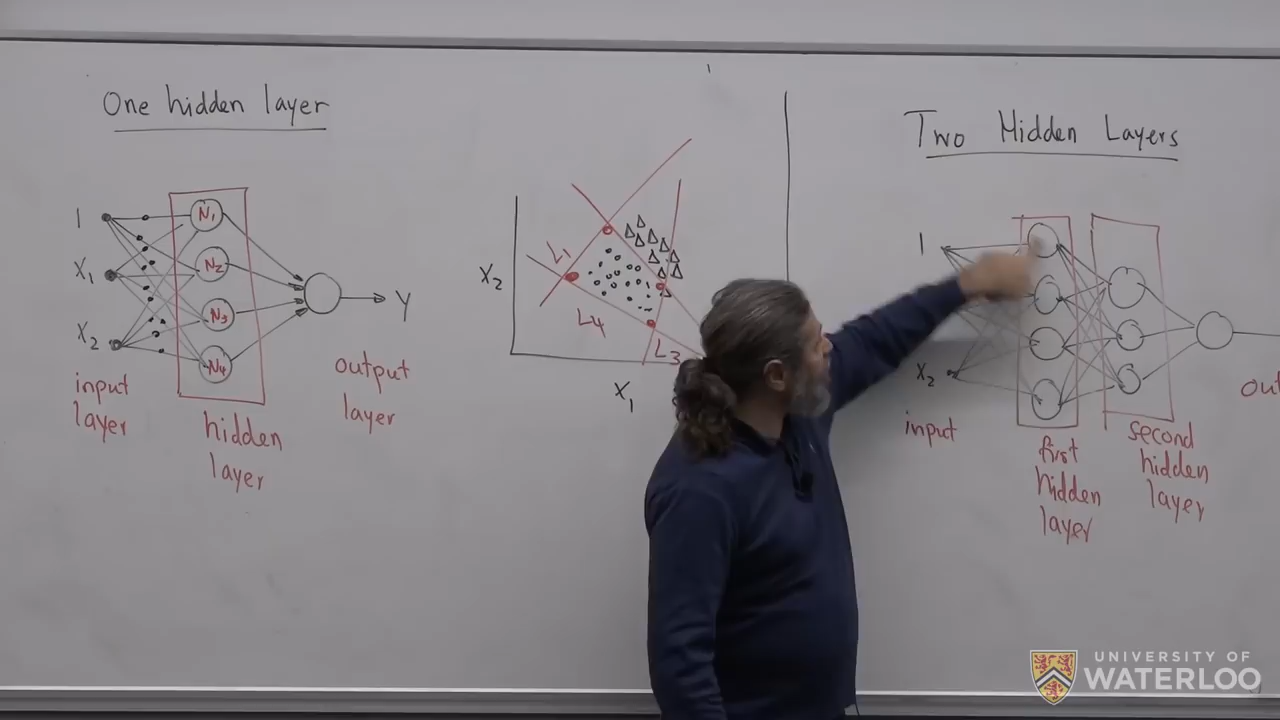 One hidden layer
1
X1
X2
N1
N2
N3
N4
Y
input
layer
hidden
layer
output
layer
X2
L1
L4
L3
X1
Two Hidden Layers
1
X2
input
first
hidden
layer
second
hidden
layer
UNIVERSITY OF
WATERLOO